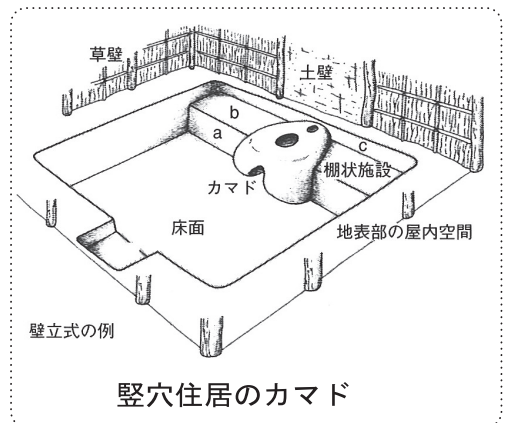 草壁
土壁
b
a
c
カマド
棚状施設
床面
地表部の屋内空間
壁立式の例
竪穴住居のカマド